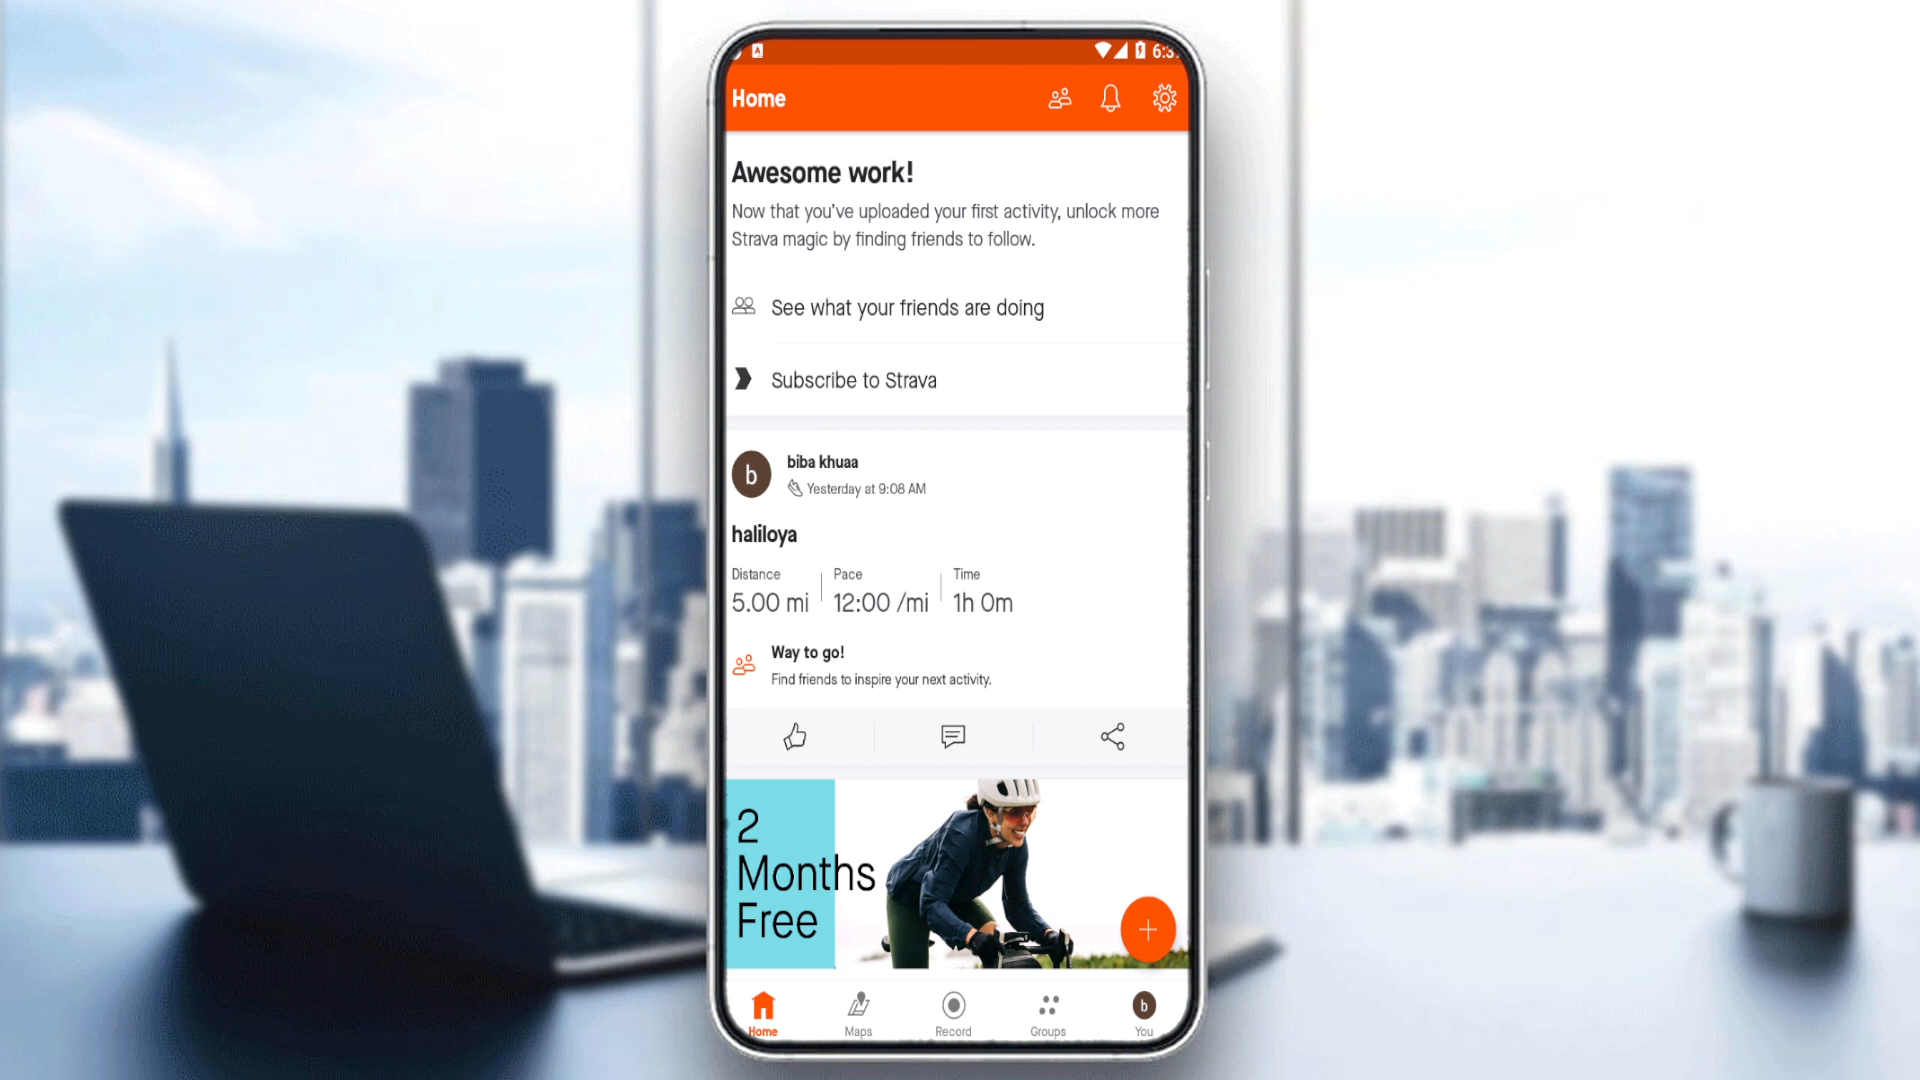 Home
Awesome work!
Now that you've uploaded your first activity, unlock more
Strava magic by finding friends to follow.
See what your friends are doing
Subscribe to Strava
b
biba khuaa
Yesterday at 9:08 AM
haliloya
Distance Pace Time
5.00 mi 12:00 /mi 1h 0m
Way to go!
Find friends to inspire your next activity.
2
Months
Free
b
Home Maps Record Groups You